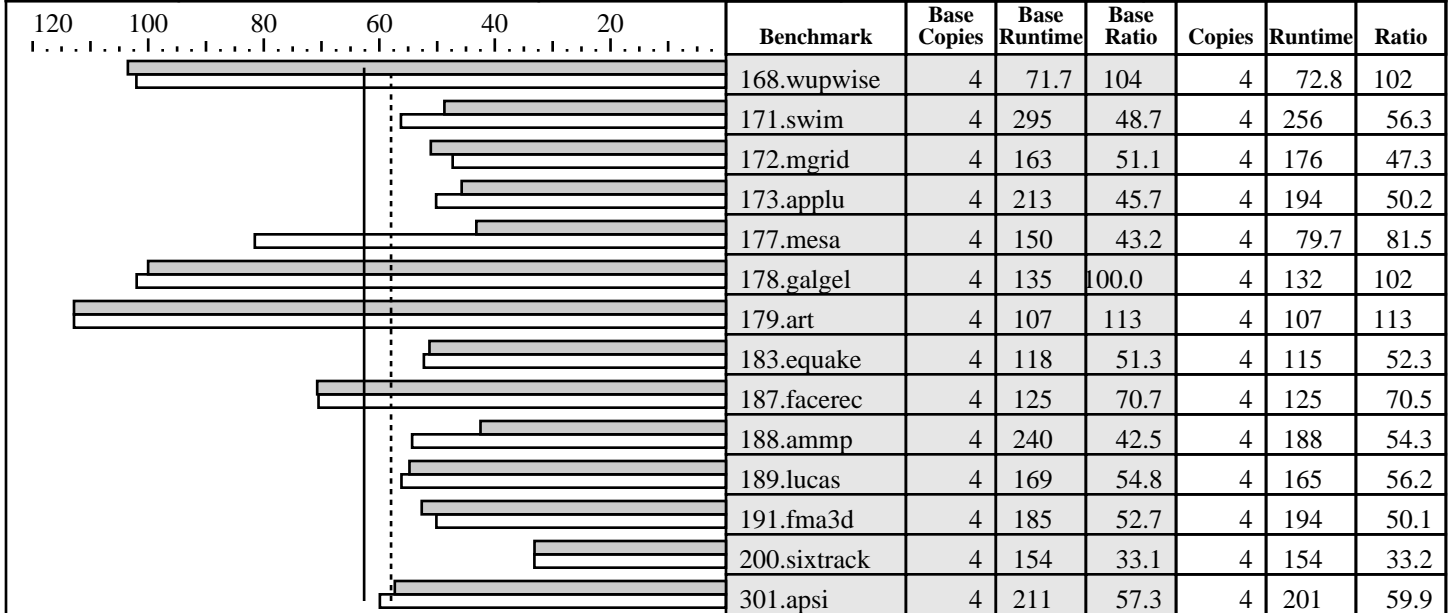 120 100 80 60 40 20
Benchmark Base Copies Base Runtime Base Ratio Copies Runtime Ratio
168.wupwise 4 71.7 104 4 72.8 102
171.swim 4 295 48.7 4 256 56.3
172.mgrid 4 163 51.1 4 176 47.3
173.applu 4 213 45.7 4 194 50.2
177.mesa 4 150 43.2 4 79.7 81.5
178.galgel 4 135 100.0 4 132 102
179.art 4 107 113 4 107 113
183.equake 4 118 51.3 4 115 52.3
187.facerec 4 125 70.7 4 125 70.5
188.ammp 4 240 42.5 4 188 54.3
189.lucas 4 169 54.8 4 165 56.2
191.fma3d 4 185 52.7 4 194 50.1
200.sixtrack 4 154 33.1 4 154 33.2
301.apsi 4 211 57.3 4 201 59.9